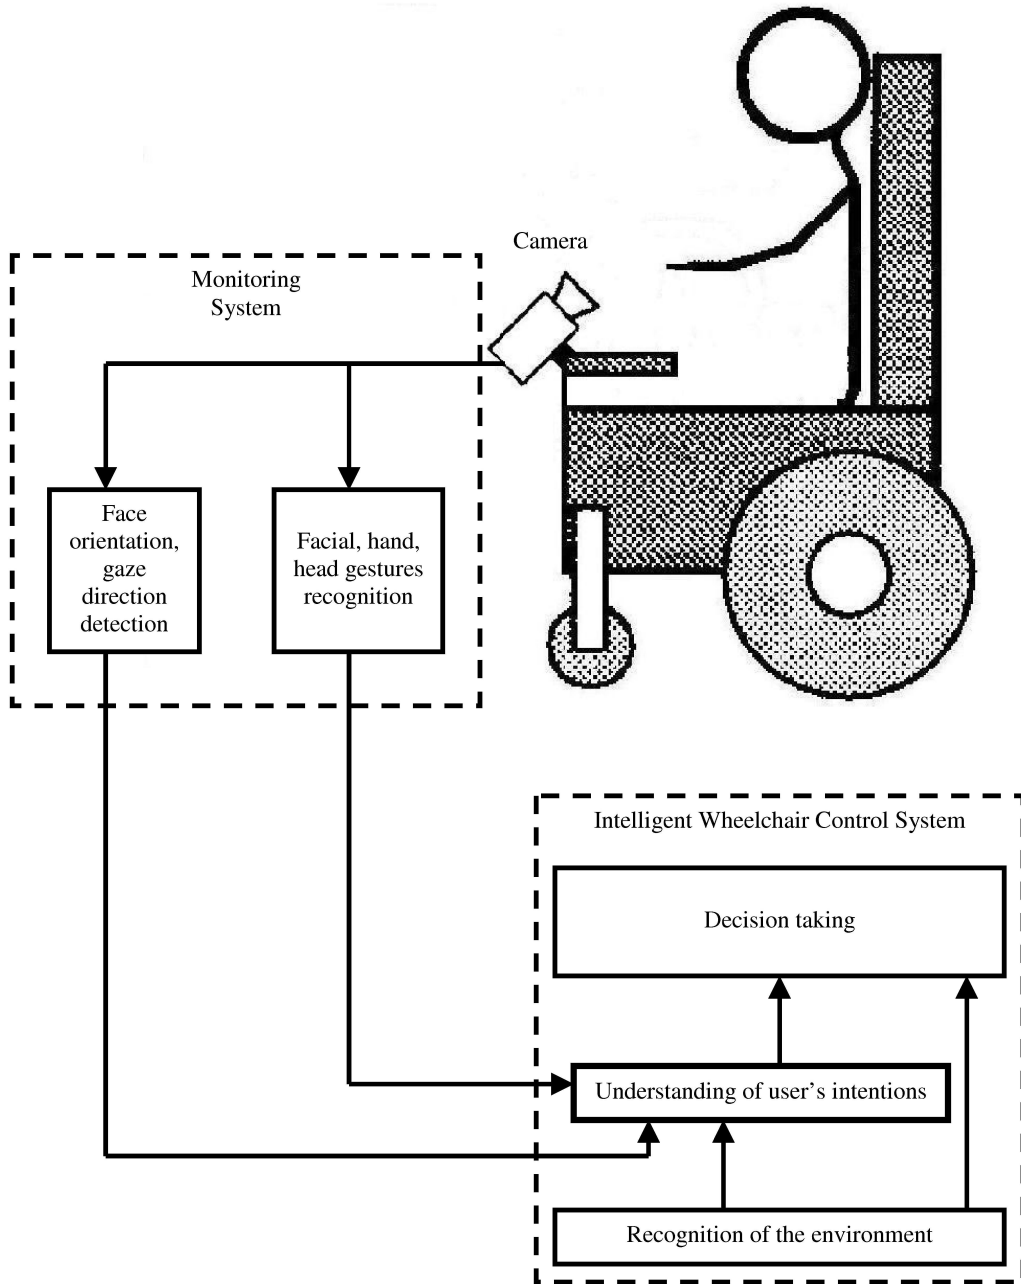 Camera
Monitoring
System
Face
orientation,
gaze
direction
detection
Facial, hand,
head gestures
recognition
Intelligent Wheelchair Control System
Decision taking
Understanding of user’s intentions
Recognition of the environment